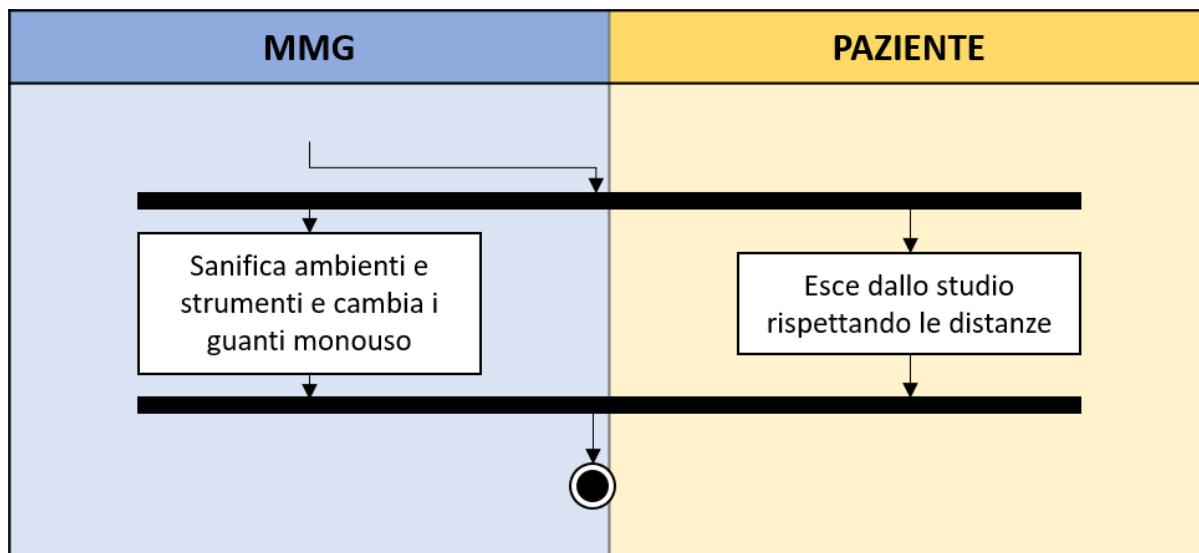 MMG
PAZIENTE
Sanifica ambienti e
strumenti e cambia i
guanti monouso
Esce dallo studio
rispettando le distanze